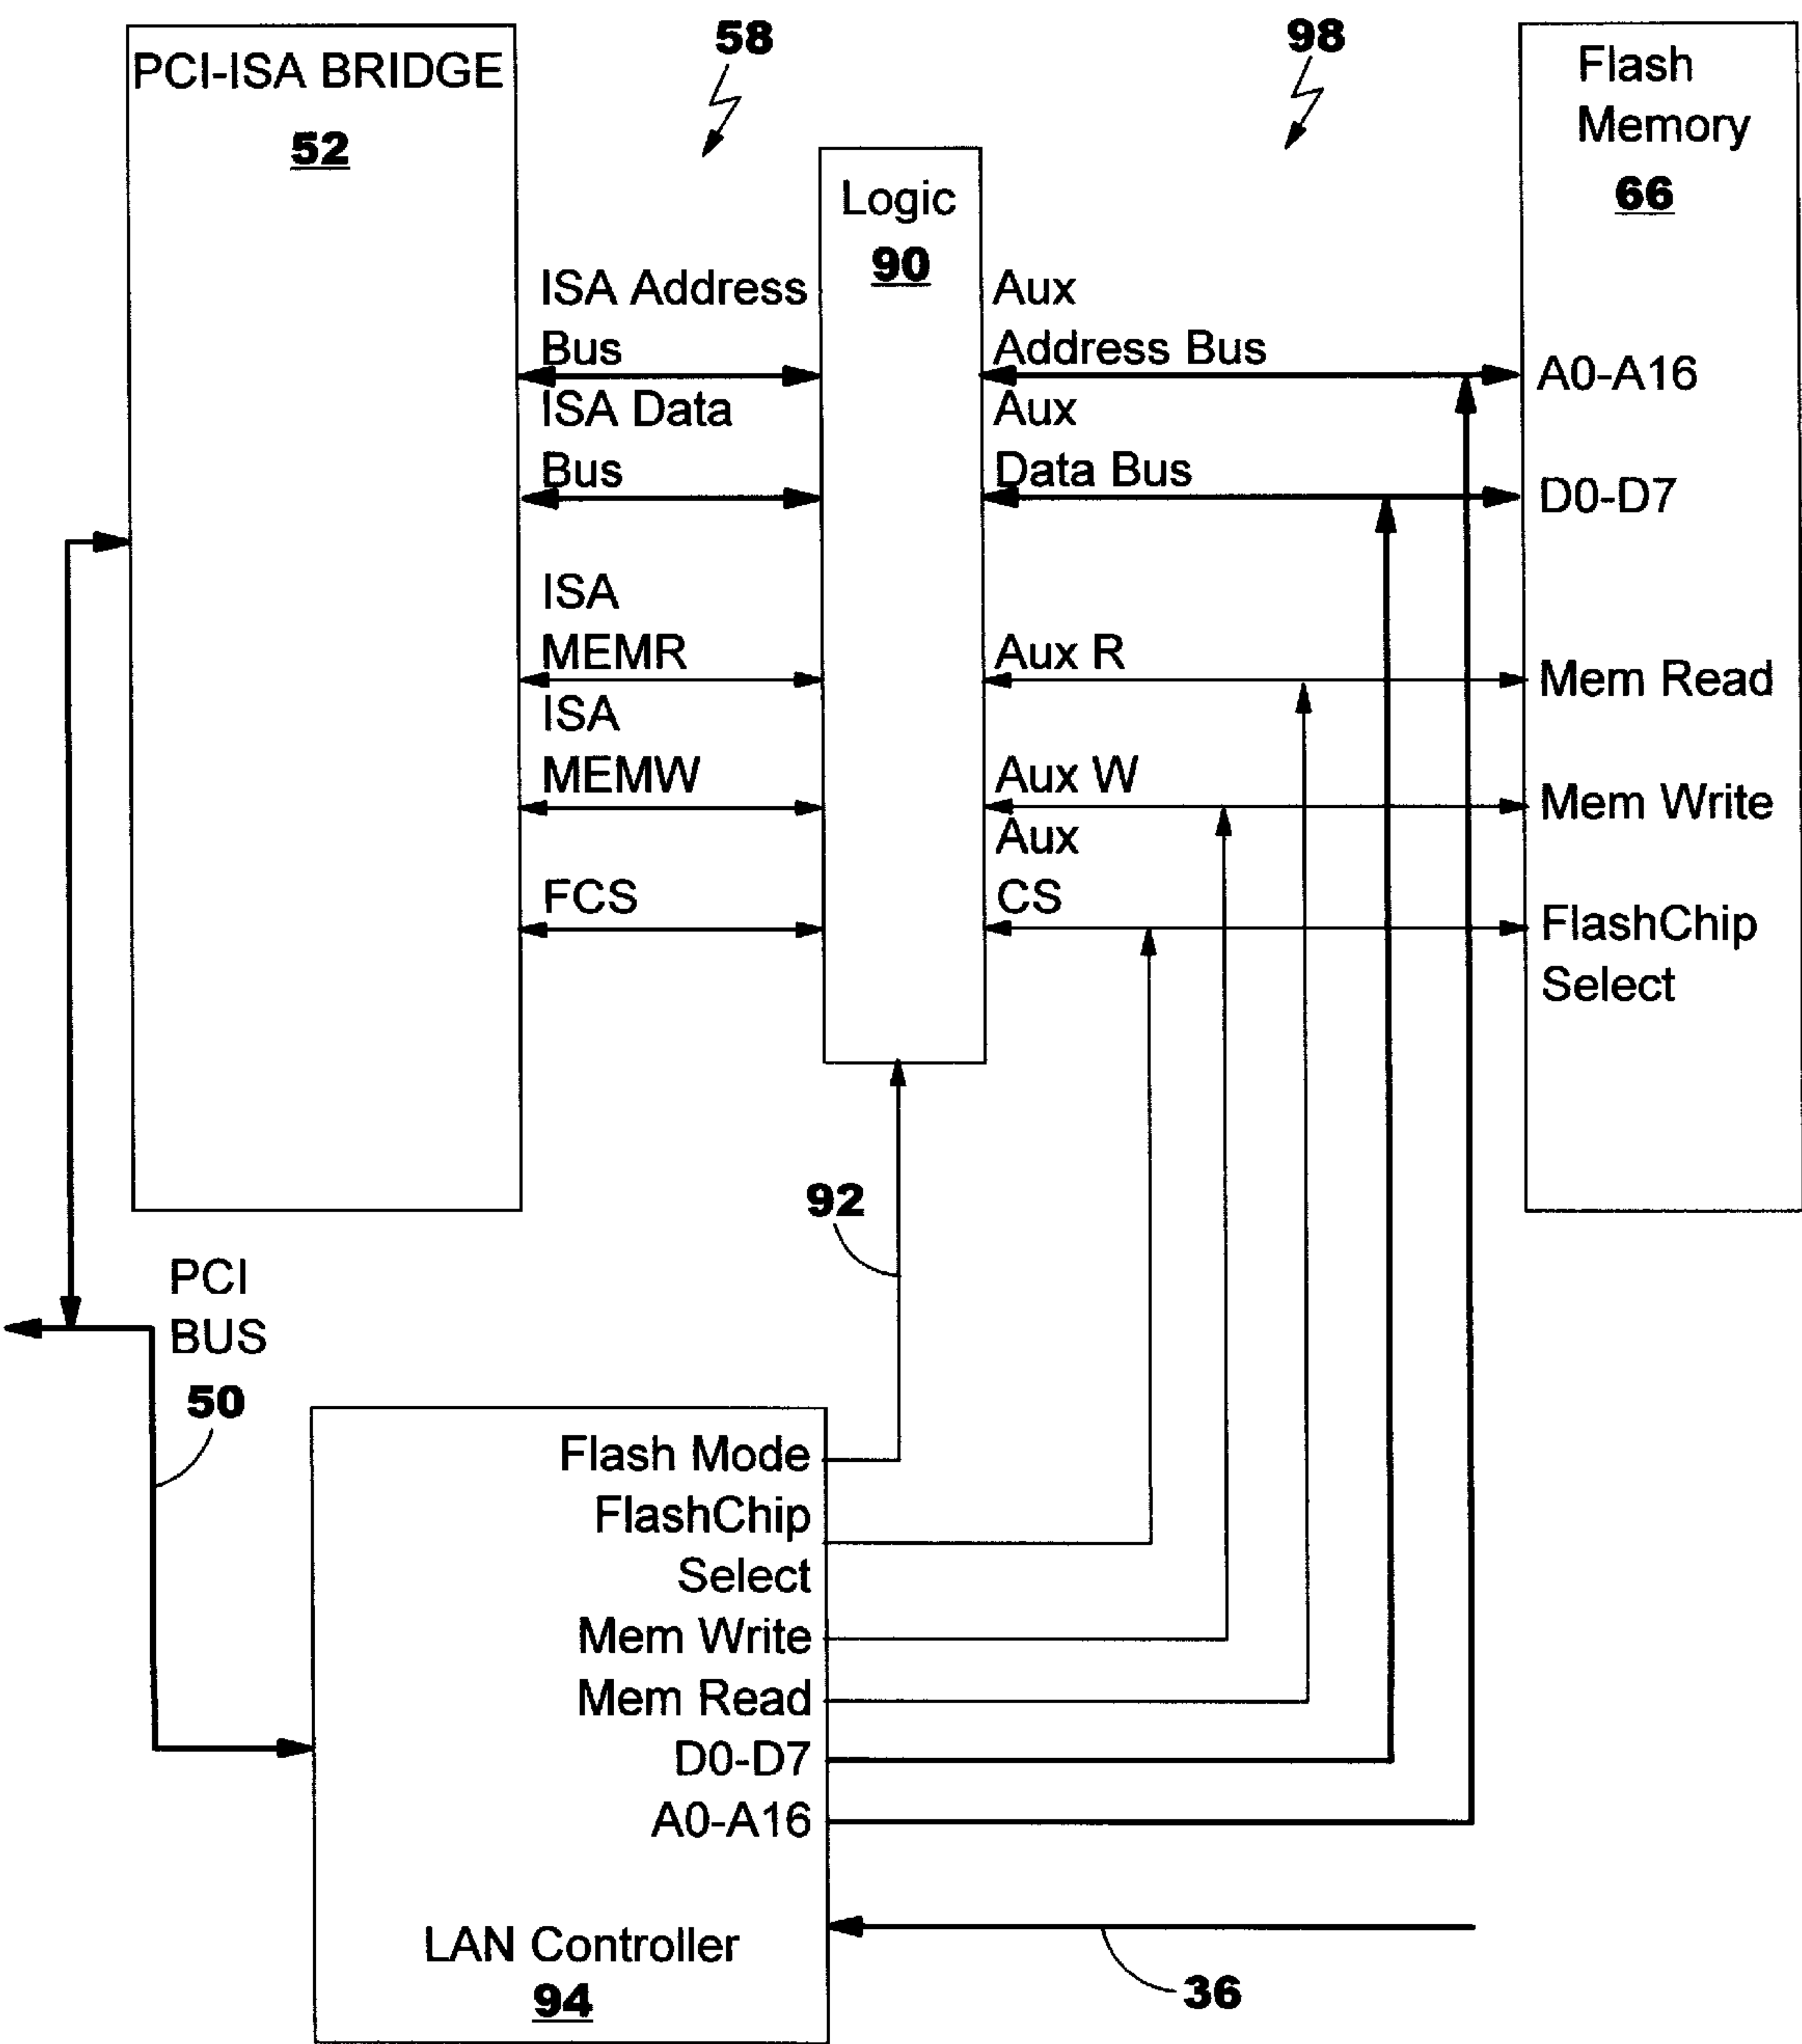 PCI-ISA BRIDGE
52
58
98
Flash
Memory
66
Logic
90
ISA Address
Bus
ISA Data
Bus
ISA
MEMR
ISA
MEMW
FCS
Aux
Address Bus
Aux
Data Bus
Aux R
Aux W
Aux
CS
A0-A16
D0-D7
Mem Read
Mem Write
FlashChip
Select
92
PCI
BUS
50
Flash Mode
FlashChip
Select
Mem Write
Mem Read
D0-D7
A0-A16
LAN Controller
94
36